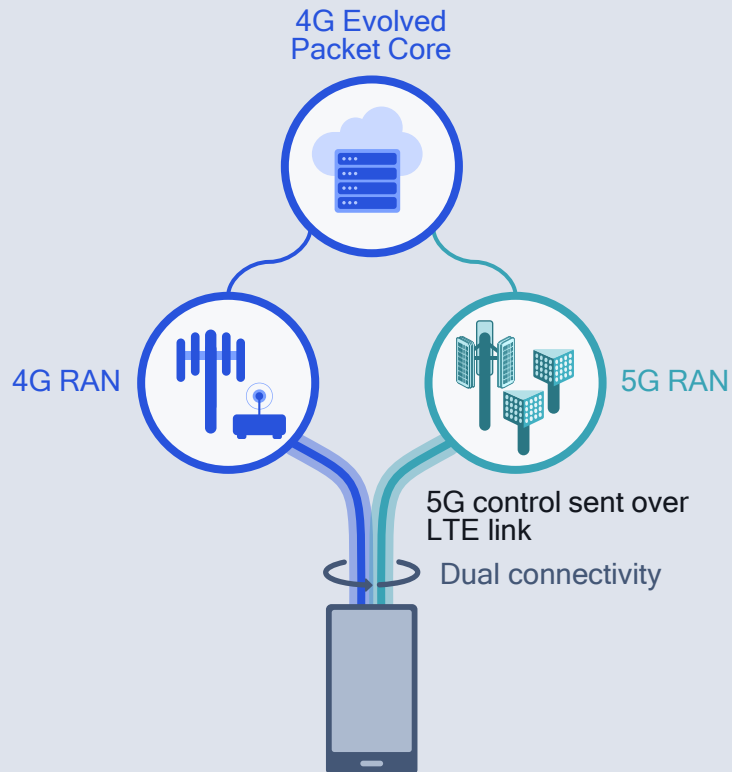 4G Evolved
Packet Core
4G RAN
5G RAN
5G control sent over
LTE link
Dual connectivity